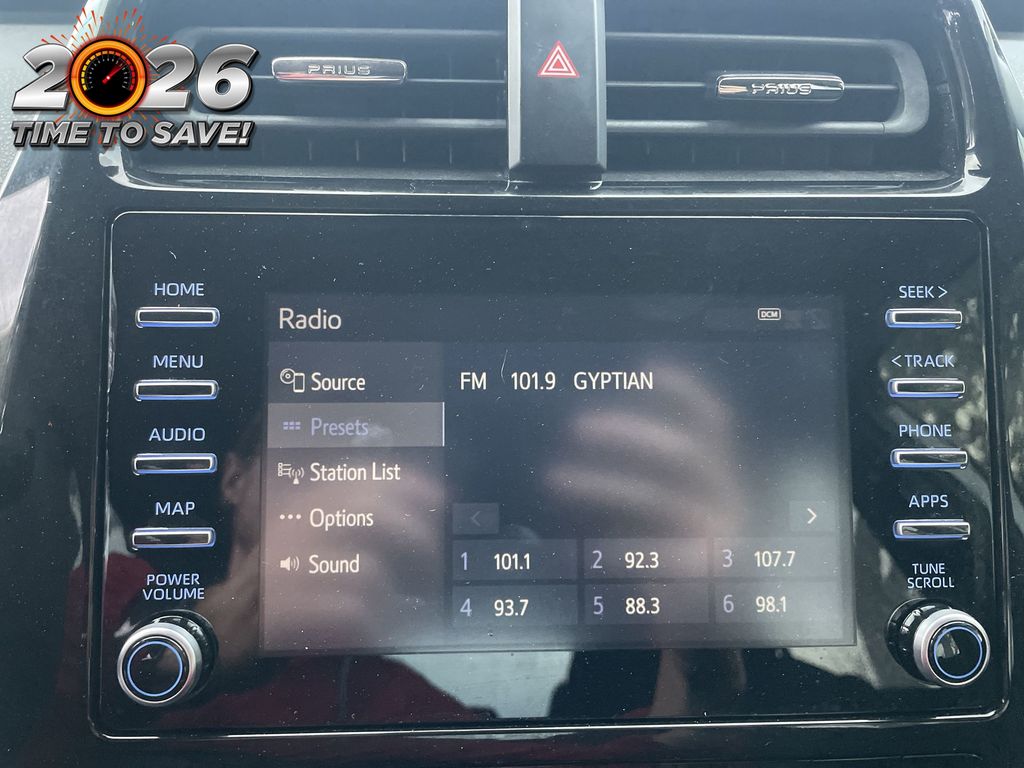 2026
TIME TO SAVE!
PRIUS
PRIUS
HOME
MENU
AUDIO
MAP
POWER
VOLUME
Radio
DCM
Source
Presets
Station List
Options
Sound
FM 101.9 GYPTIAN
< >
1 101.1 2 92.3 3 107.7
4 93.7 5 88.3 6 98.1
SEEK >
< TRACK
PHONE
APPS
TUNE
SCROLL